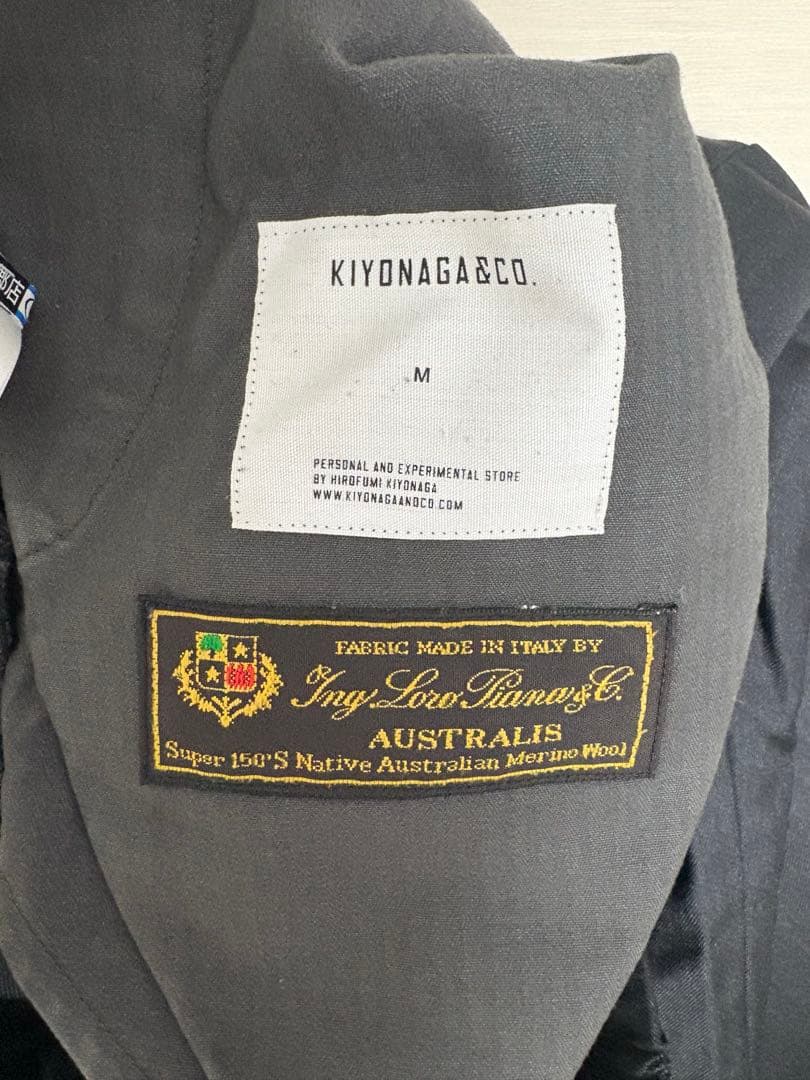 KIYONAGA&CO.
M
PERSONAL AND EXPERIMENTAL STORE
BY HIROFUMI KIYONAGA
WWW.KIYONAGAANDCO.COM
FABRIC MADE IN ITALY BY
Ing Loro Piana & C.
AUSTRALIS
Super 150'S Native Australian Merino Wool